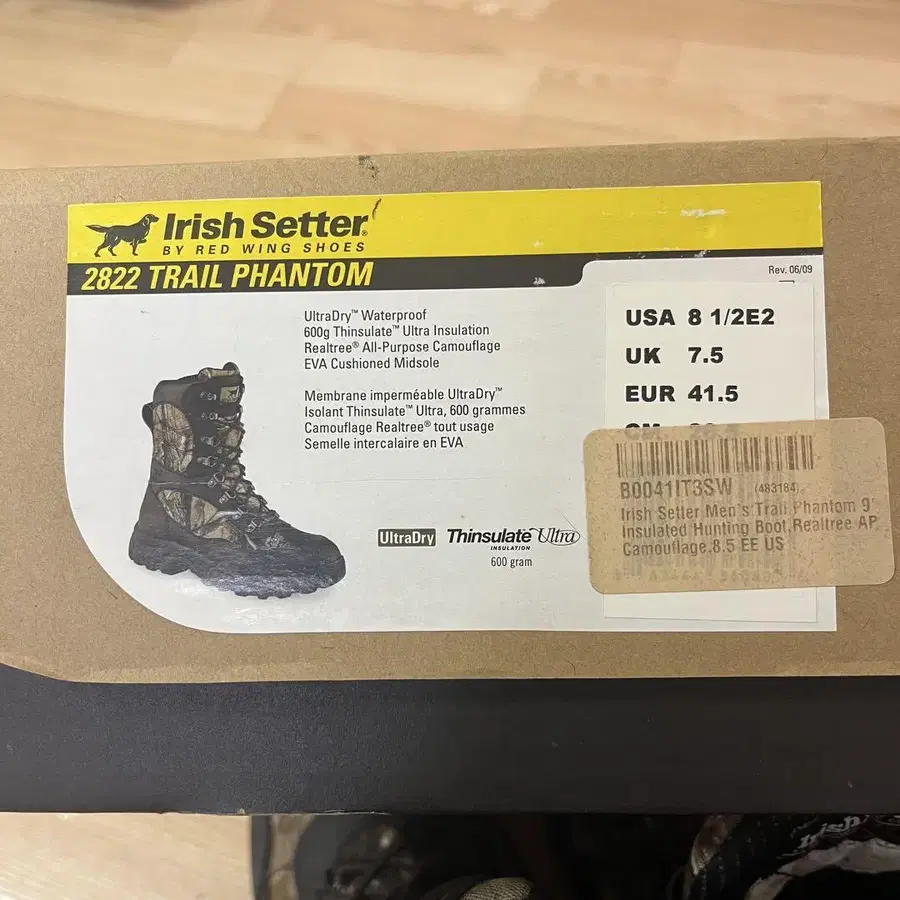 Irish Setter®
BY RED WING SHOES
2822 TRAIL PHANTOM
Rev. 06/09
UltraDry™ Waterproof
600g Thinsulate™ Ultra Insulation
Realtree® All-Purpose Camouflage
EVA Cushioned Midsole
Membrane imperméable UltraDry™
Isolant Thinsulate™ Ultra, 600 grammes
Camouflage Realtree® tout usage
Semelle intercalaire en EVA
UltraDry
Thinsulate Ultra
INSULATION
600 gram
USA 8 1/2E2
UK 7.5
EUR 41.5
CM
B0041IT3SW (483184)
Irish Setter Men's Trail Phantom 9"
Insulated Hunting Boot,Realtree AP
Camouflage,8.5 EE US
Irish